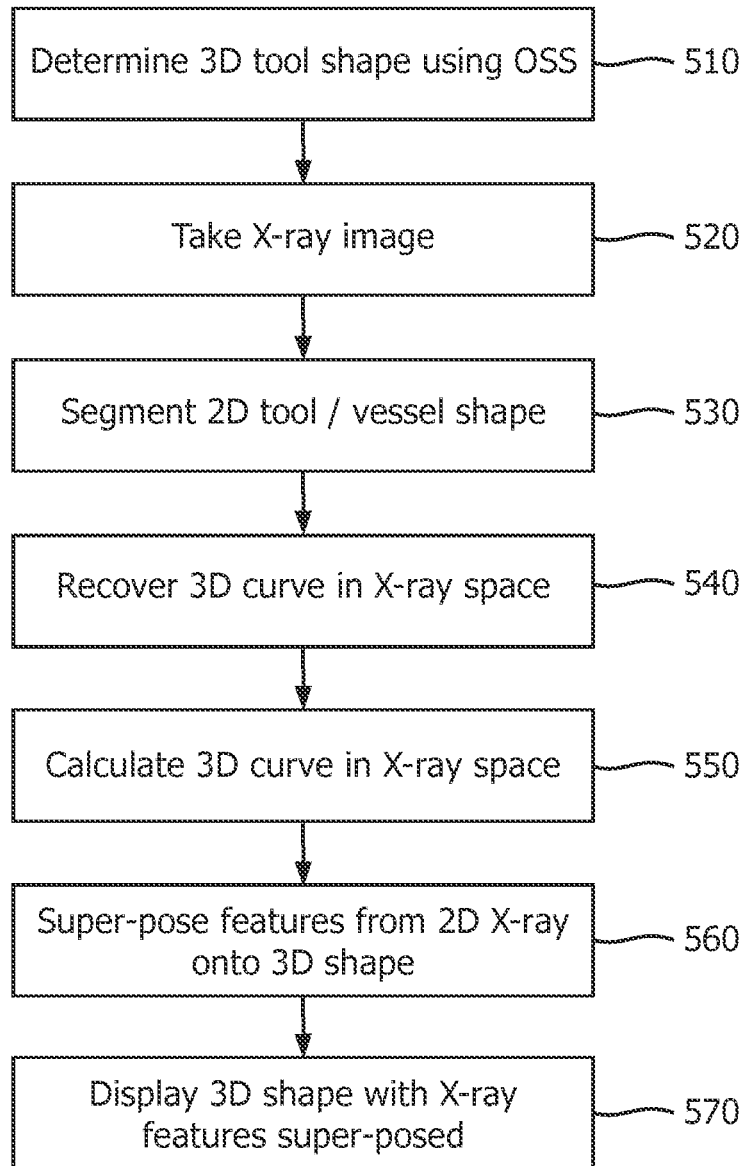 Determine 3D tool shape using OSS
510
Take X-ray image
520
Segment 2D tool / vessel shape
530
Recover 3D curve in X-ray space
540
Calculate 3D curve in X-ray space
550
Super-pose features from 2D X-ray
onto 3D shape
560
Display 3D shape with X-ray
features super-posed
570